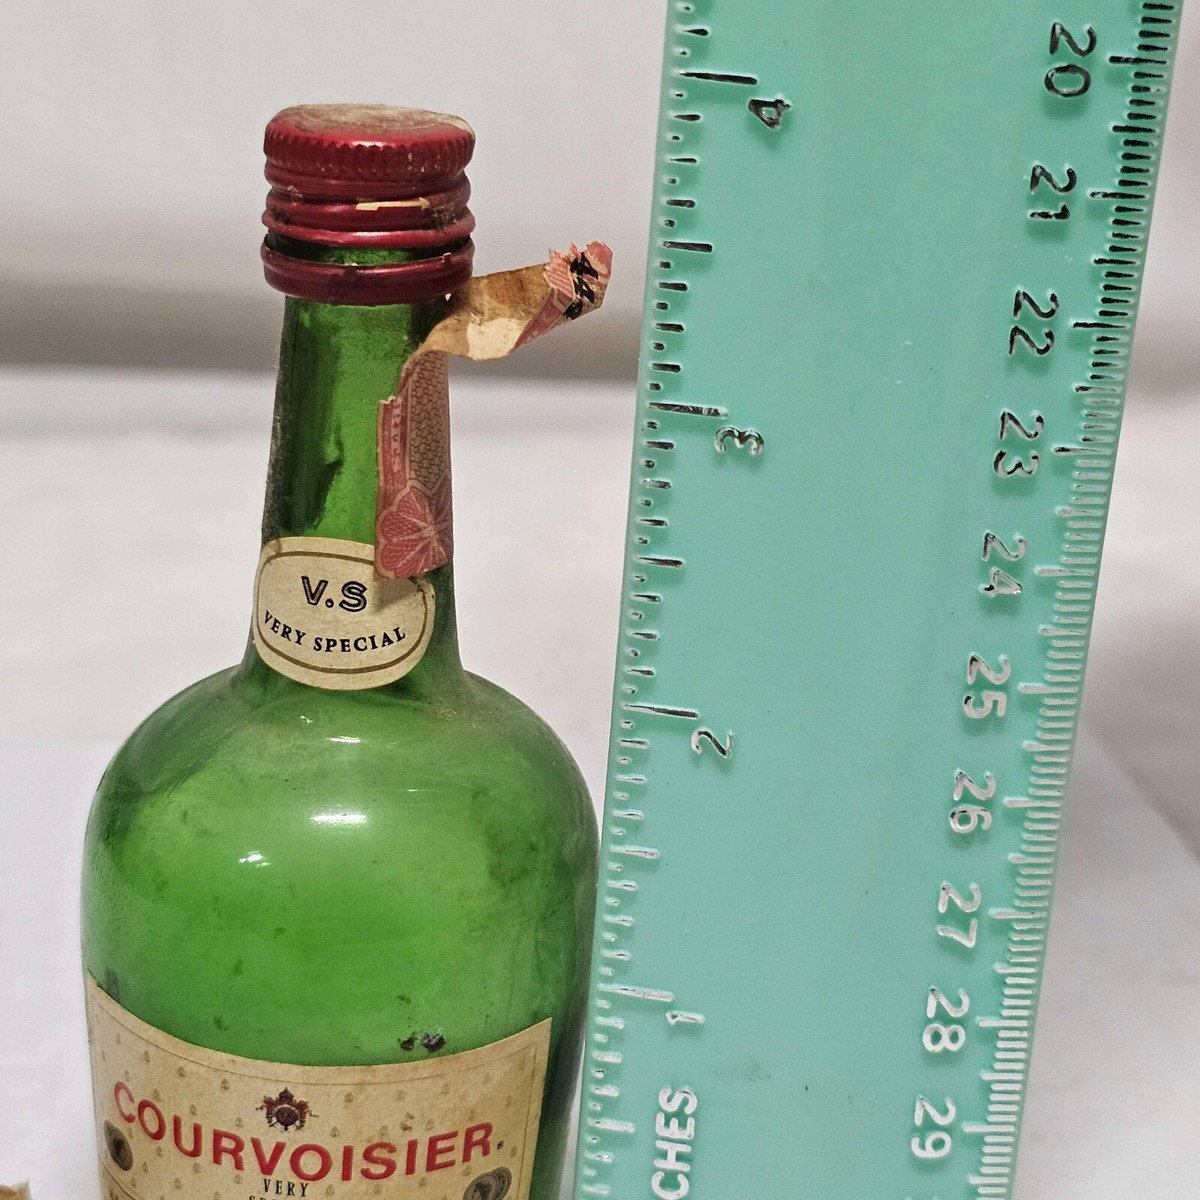 V.S
VERY SPECIAL
COURVOISIER
VERY
4
3
2
1
CHES
20
21
22
23
24
25
26
27
28
29